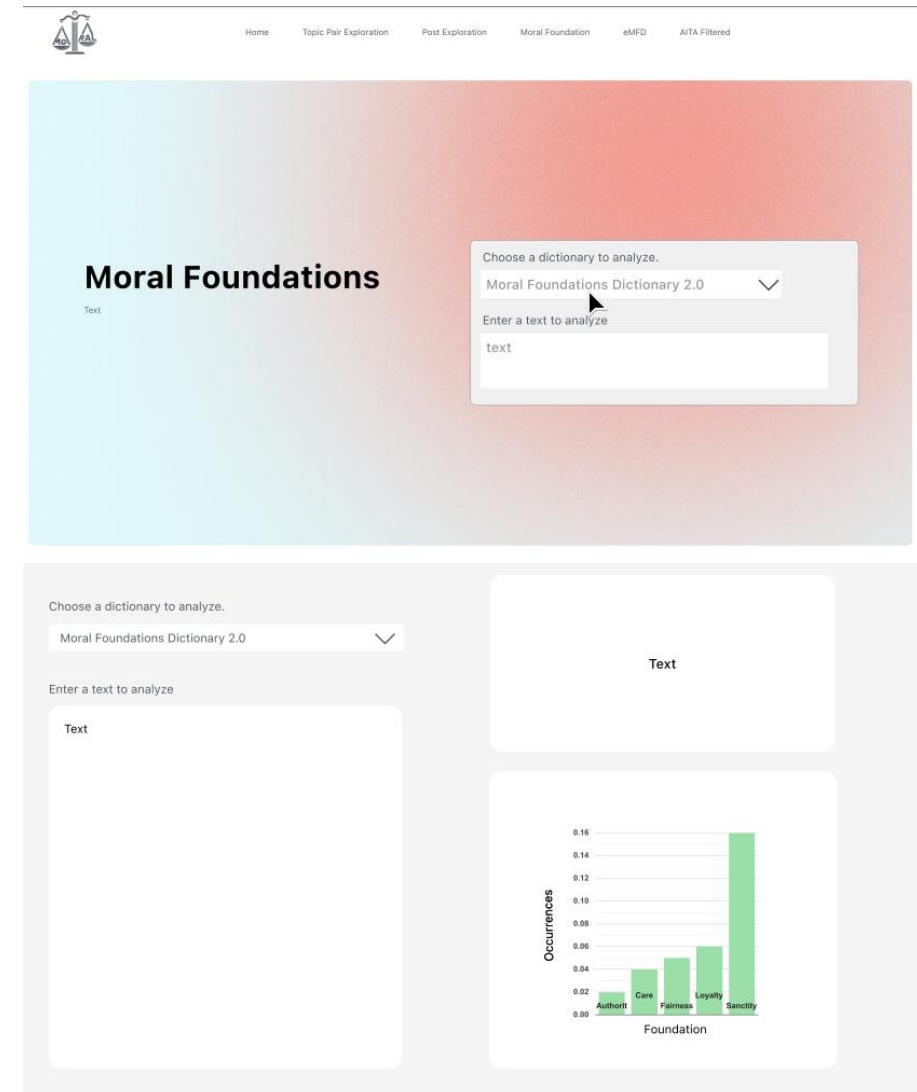 MO RA
Home Topic Pair Exploration Post Exploration Moral Foundation eMFD AITA Filtered
Moral Foundations
Text
Choose a dictionary to analyze.
Moral Foundations Dictionary 2.0
Enter a text to analyze
text
Choose a dictionary to analyze.
Moral Foundations Dictionary 2.0
Enter a text to analyze
Text
Text
Occurrences
0.16
0.14
0.12
0.10
0.08
0.06
0.04
0.02
0.00
Authorit Care Fairness Loyalty Sanctity
Foundation